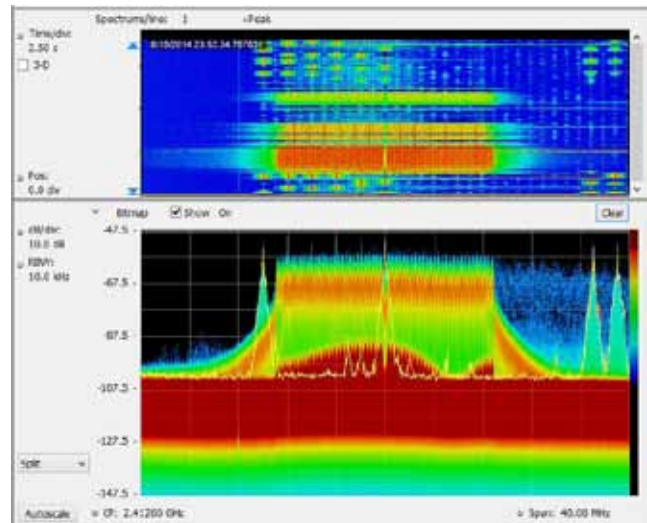 Spectrums/line: 1 +Peak
Time/div:
2.50 s
3-D
Pos:
0.0 div
Bitmap Show On
Clear
dB/div:
10.0 dB
RBW:
10.0 kHz
-47.5
-67.5
-87.5
-107.5
-127.5
-147.5
Split
Autoscale
CF: 2.41200 GHz
Span: 40.00 MHz